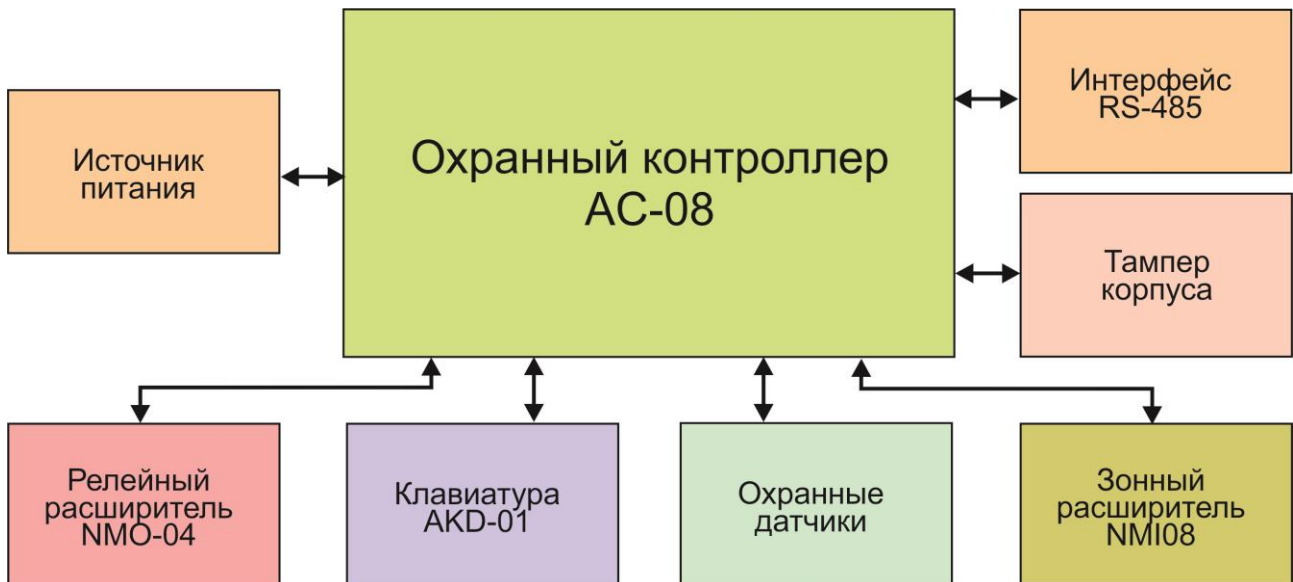 Охранный контроллер
AC-08
Источник
питания
Интерфейс
RS-485
Тампер
корпуса
Релейный
расширитель
NMO-04
Клавиатура
AKD-01
Охранные
датчики
Зонный
расширитель
NMI08